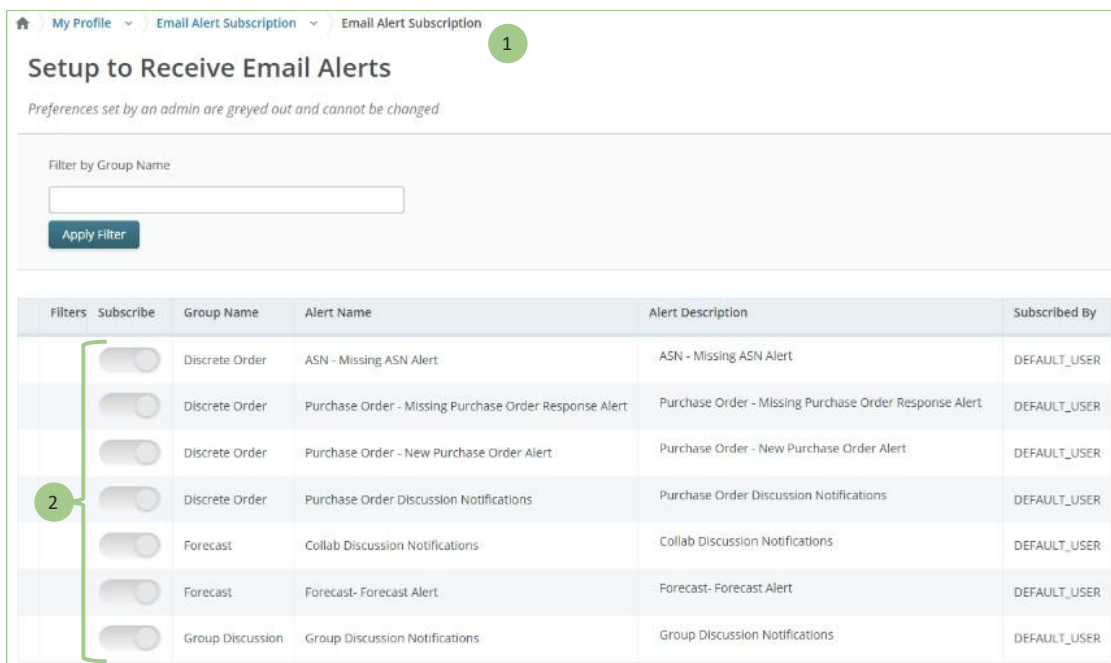 My Profile Email Alert Subscription Email Alert Subscription
1
Setup to Receive Email Alerts
Preferences set by an admin are greyed out and cannot be changed
Filter by Group Name
Apply Filter
Filters Subscribe Group Name Alert Name Alert Description Subscribed By
Discrete Order ASN - Missing ASN Alert ASN - Missing ASN Alert DEFAULT_USER
Discrete Order Purchase Order - Missing Purchase Order Response Alert Purchase Order - Missing Purchase Order Response Alert DEFAULT_USER
Discrete Order Purchase Order - New Purchase Order Alert Purchase Order - New Purchase Order Alert DEFAULT_USER
2 Discrete Order Purchase Order Discussion Notifications Purchase Order Discussion Notifications DEFAULT_USER
Forecast Collab Discussion Notifications Collab Discussion Notifications DEFAULT_USER
Forecast Forecast- Forecast Alert Forecast- Forecast Alert DEFAULT_USER
Group Discussion Group Discussion Notifications Group Discussion Notifications DEFAULT_USER